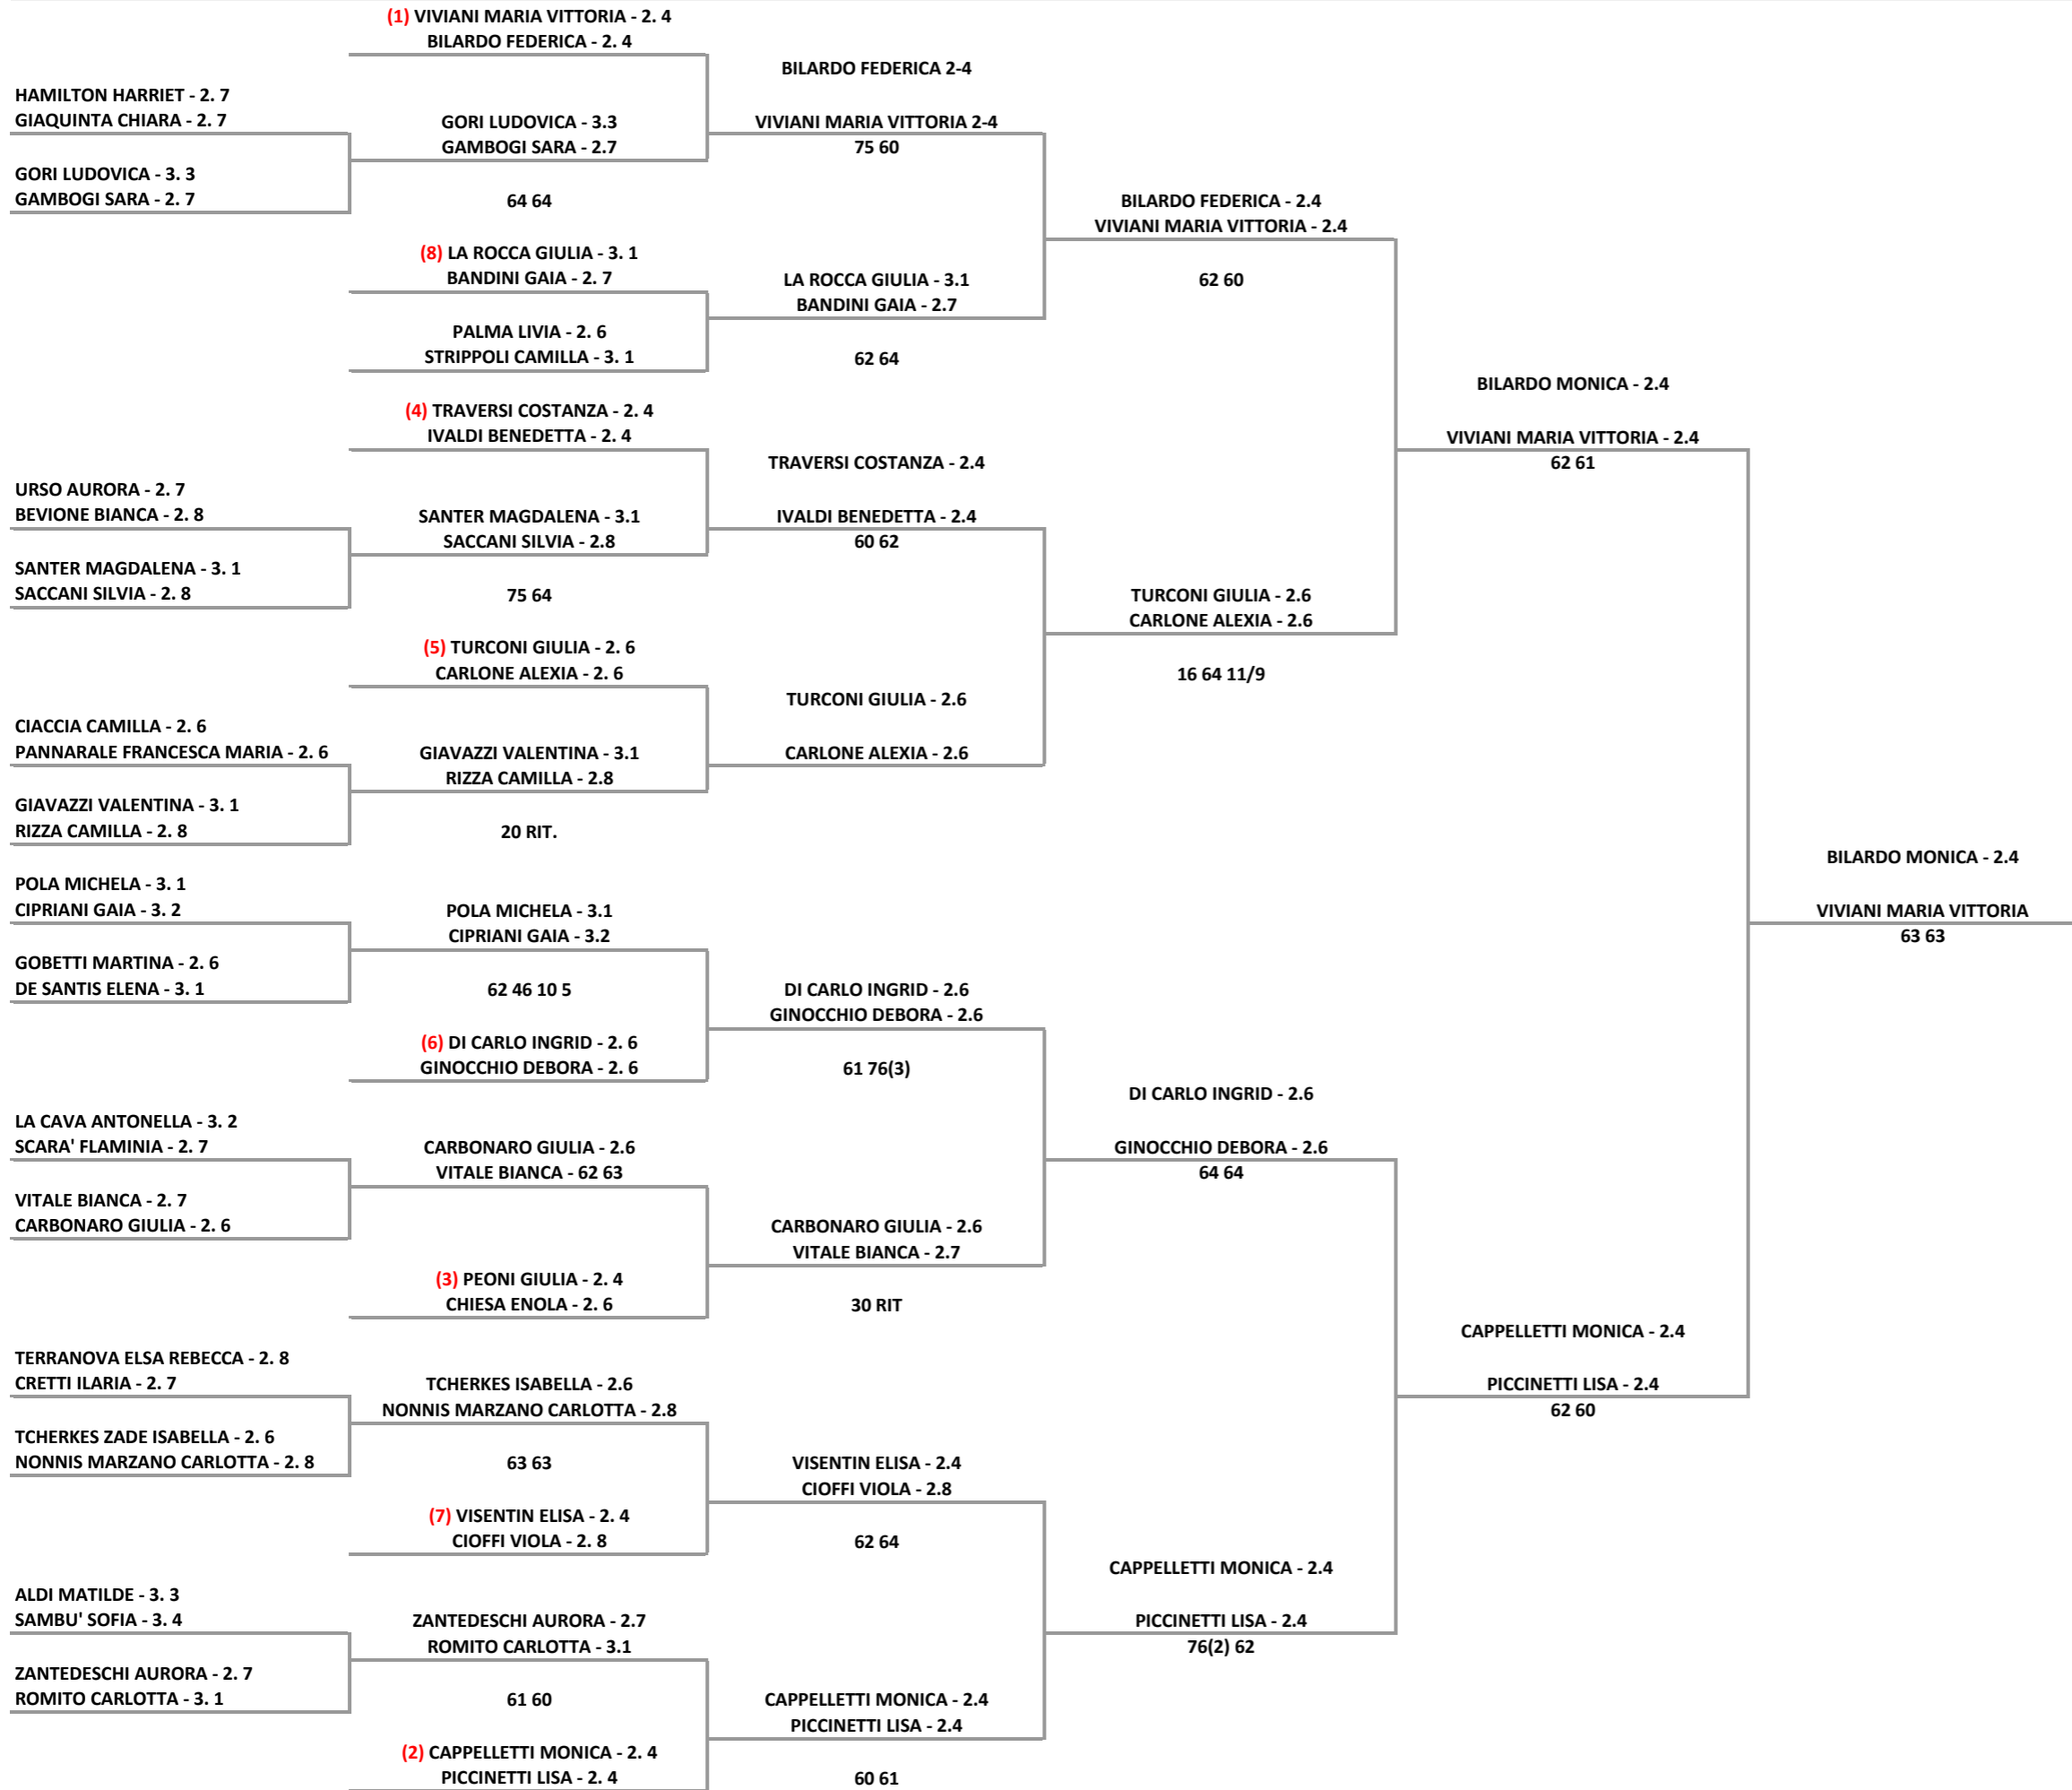 (1) VIVIANI MARIA VITTORIA - 2. 4
BILARDO FEDERICA - 2. 4
BILARDO FEDERICA 2-4
HAMILTON HARRIET - 2. 7
GIAQUINTA CHIARA - 2. 7
GORI LUDOVICA - 3.3
VIVIANI MARIA VITTORIA 2-4
GAMBOGI SARA - 2.7
75 60
GORI LUDOVICA - 3. 3
GAMBOGI SARA - 2. 7
64 64
BILARDO FEDERICA - 2.4
VIVIANI MARIA VITTORIA - 2.4
(8) LA ROCCA GIULIA - 3. 1
BANDINI GAIA - 2. 7
LA ROCCA GIULIA - 3.1
62 60
BANDINI GAIA - 2.7
PALMA LIVIA - 2. 6
STRIPPOLI CAMILLA - 3. 1
62 64
BILARDO MONICA - 2.4
(4) TRAVERSI COSTANZA - 2. 4
IVALDI BENEDETTA - 2. 4
VIVIANI MARIA VITTORIA - 2.4
TRAVERSI COSTANZA - 2.4
62 61
URSO AURORA - 2. 7
BEVIONE BIANCA - 2. 8
SANTER MAGDALENA - 3.1
IVALDI BENEDETTA - 2.4
SACCANI SILVIA - 2.8
60 62
SANTER MAGDALENA - 3. 1
SACCANI SILVIA - 2. 8
75 64
TURCONI GIULIA - 2.6
CARLONE ALEXIA - 2.6
(5) TURCONI GIULIA - 2. 6
CARLONE ALEXIA - 2. 6
16 64 11/9
TURCONI GIULIA - 2.6
CIACCIA CAMILLA - 2. 6
PANNARALE FRANCESCA MARIA - 2. 6
GIAVAZZI VALENTINA - 3.1
CARLONE ALEXIA - 2.6
RIZZA CAMILLA - 2.8
GIAVAZZI VALENTINA - 3. 1
RIZZA CAMILLA - 2. 8
20 RIT.
BILARDO MONICA - 2.4
POLA MICHELA - 3. 1
CIPRIANI GAIA - 3. 2
POLA MICHELA - 3.1
VIVIANI MARIA VITTORIA
CIPRIANI GAIA - 3.2
63 63
GOBETTI MARTINA - 2. 6
DE SANTIS ELENA - 3. 1
62 46 10 5
DI CARLO INGRID - 2.6
GINOCCHIO DEBORA - 2.6
(6) DI CARLO INGRID - 2. 6
GINOCCHIO DEBORA - 2. 6
61 76(3)
DI CARLO INGRID - 2.6
LA CAVA ANTONELLA - 3. 2
SCARA' FLAMINIA - 2. 7
CARBONARO GIULIA - 2.6
GINOCCHIO DEBORA - 2.6
VITALE BIANCA - 62 63
64 64
VITALE BIANCA - 2. 7
CARBONARO GIULIA - 2. 6
CARBONARO GIULIA - 2.6
VITALE BIANCA - 2.7
(3) PEONI GIULIA - 2. 4
CHIESA ENOLA - 2. 6
30 RIT
CAPPELLETTI MONICA - 2.4
TERRANOVA ELSA REBECCA - 2. 8
CRETTI ILARIA - 2. 7
TCHERKES ISABELLA - 2.6
PICCINETTI LISA - 2.4
NONNIS MARZANO CARLOTTA - 2.8
62 60
TCHERKES ZADE ISABELLA - 2. 6
NONNIS MARZANO CARLOTTA - 2. 8
63 63
VISENTIN ELISA - 2.4
CIOFFI VIOLA - 2.8
(7) VISENTIN ELISA - 2. 4
CIOFFI VIOLA - 2. 8
62 64
CAPPELLETTI MONICA - 2.4
ALDI MATILDE - 3. 3
SAMBU' SOFIA - 3. 4
ZANTEDESCHI AURORA - 2.7
PICCINETTI LISA - 2.4
ROMITO CARLOTTA - 3.1
76(2) 62
ZANTEDESCHI AURORA - 2. 7
ROMITO CARLOTTA - 3. 1
61 60
CAPPELLETTI MONICA - 2.4
PICCINETTI LISA - 2.4
(2) CAPPELLETTI MONICA - 2. 4
PICCINETTI LISA - 2. 4
60 61